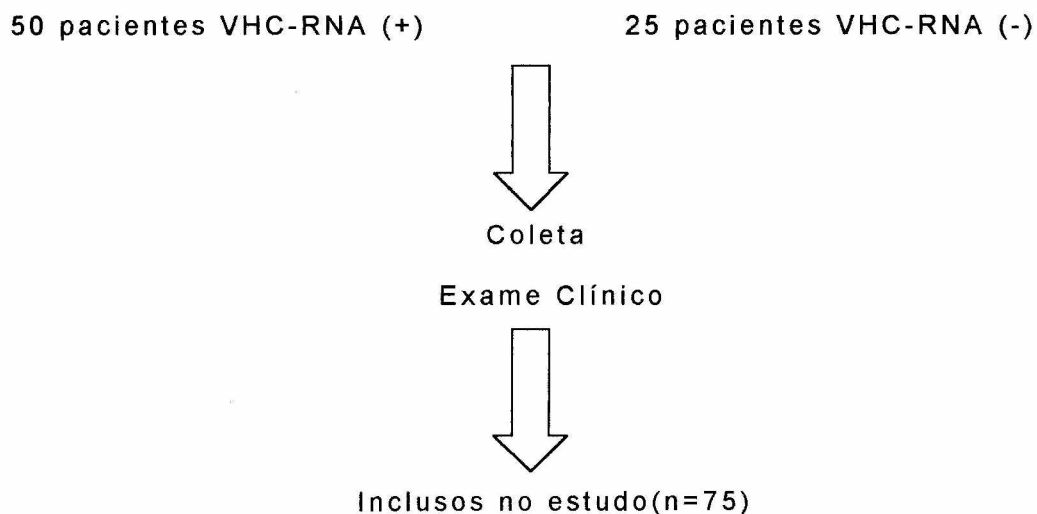 50 pacientes VHC-RNA (+) 25 pacientes VHC-RNA (-)
Coleta
Exame Clínico
Inclusos no estudo(n=75)